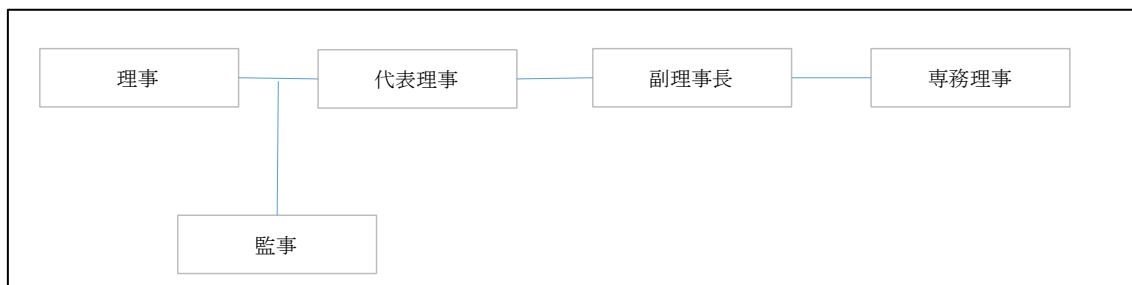 理事
代表理事
副理事長
専務理事
監事